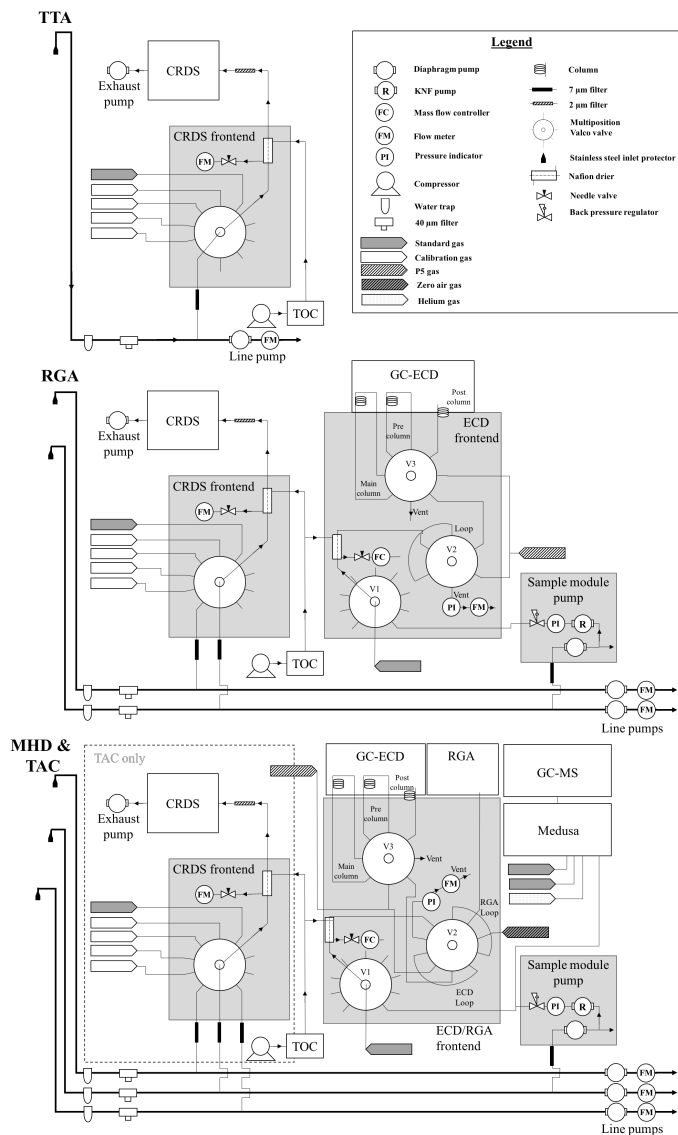 TTA
CRDS
Exhaust
pump
CRDS frontend
FM
TOC
FM
Line pump
Legend
Diaphragm pump
R
KNF pump
FC
Mass flow controller
FM
Flow meter
PI
Pressure indicator
Compressor
Water trap
40 µm filter
Standard gas
Calibration gas
P5 gas
Zero air gas
Helium gas
Column
7 µm filter
2 µm filter
Multiposition
Valco valve
Stainless steel inlet protector
Nafion drier
Needle valve
Back pressure regulator
RGA
CRDS
Exhaust
pump
CRDS frontend
FM
TOC
GC-ECD
Post
column
Pre
column
ECD
frontend
V3
Main
column
Vent
Loop
V2
FC
V1
Vent
PI
FM
Sample module
pump
PI
R
FM
FM
Line pumps
MHD &
TAC
TAC only
CRDS
Exhaust
pump
CRDS frontend
FM
TOC
GC-ECD
RGA
Post
column
Pre
column
V3
Vent
Main
column
Vent
FM
PI
RGA
Loop
V2
FC
V1
ECD
Loop
ECD/RGA
frontend
GC-MS
Medusa
Sample module
pump
PI
R
FM
FM
FM
Line pumps